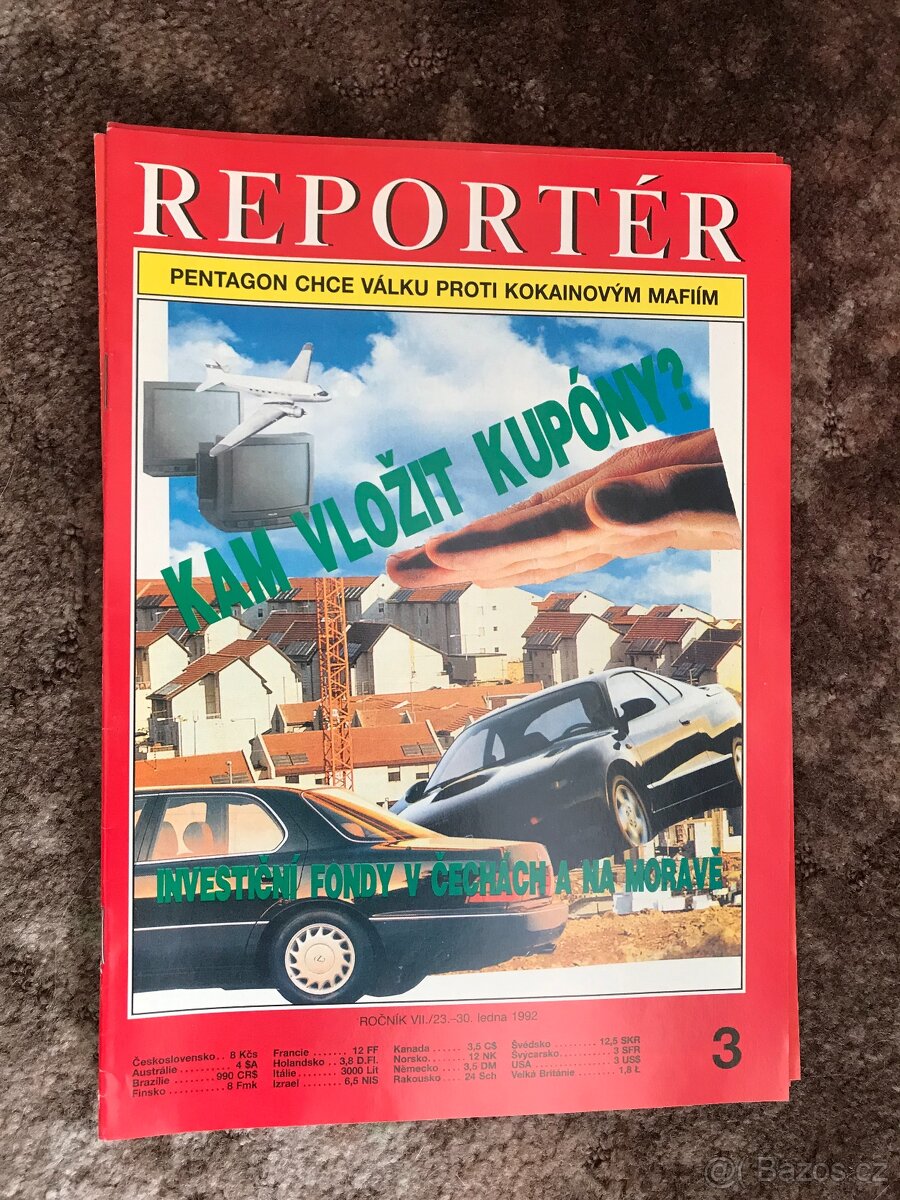 REPORTÉR
PENTAGON CHCE VÁLKU PROTI KOKAINOVÝM MAFIÍM
KAM VLOŽIT KUPÓNY?
INVESTIČNÍ FONDY V ČECHÁCH A NA MORAVĚ
ROČNÍK VII./23.–30. ledna 1992
Československo.. 8 Kčs
Austrálie ........ 4 $A
Brazílie ...... 990 CR$
Finsko ........ 8 Fmk
Francie ....... 12 FF
Holandsko .. 3,8 D.Fl.
Itálie ....... 3000 Lit
Izrael ....... 6,5 NIS
Kanada ...... 3,5 C$
Norsko....... 12 NK
Německo .... 3,5 DM
Rakousko ... 24 Sch
Švédsko ....... 12,5 SKR
Švýcarsko ..... 3 SFR
USA ......... 3 US$
Velká Británie . 1,8 Ł
3
Bazos.cz